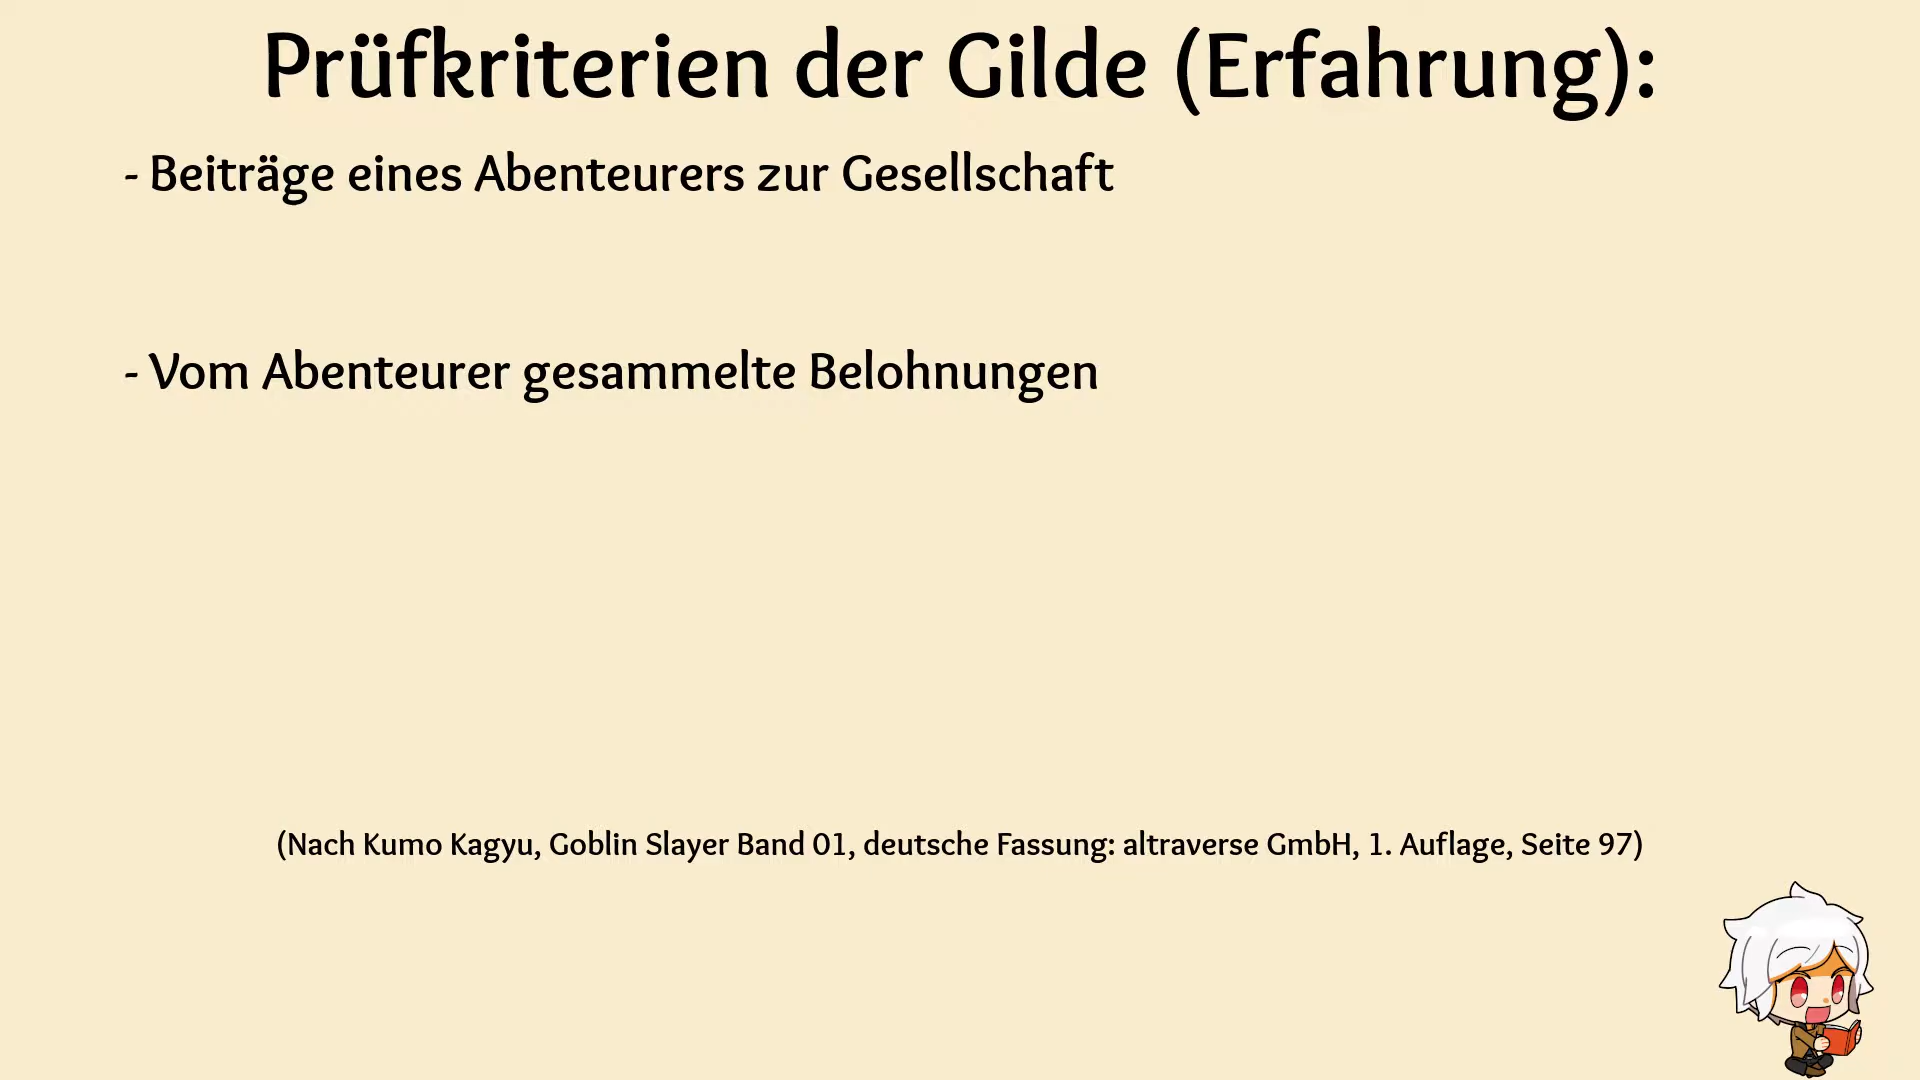 Prüfkriterien der Gilde (Erfahrung):
- Beiträge eines Abenteurers zur Gesellschaft
- Vom Abenteurer gesammelte Belohnungen
(Nach Kumo Kagyu, Goblin Slayer Band 01, deutsche Fassung: altraverse GmbH, 1. Auflage, Seite 97)